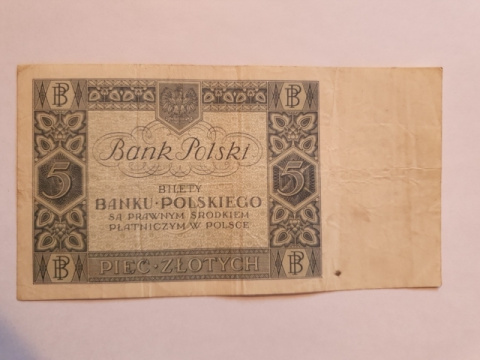 BP BP
Bank Polski
5 5
BILETY
BANKU·POLSKIEGO
SĄ PRAWNYM ŚRODKIEM
PŁATNICZYM W POLSCE
BP PIĘĆ·ZŁOTYCH BP